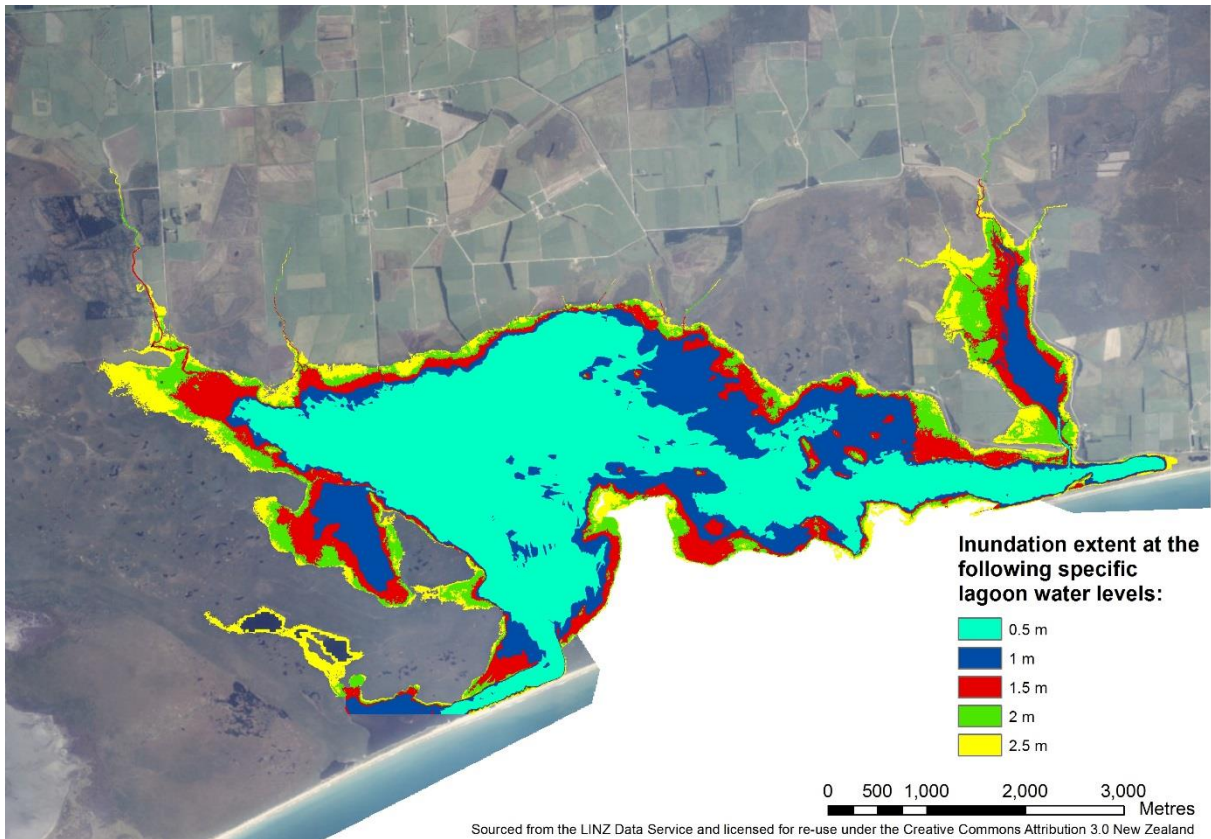 Inundation extent at the
following specific
lagoon water levels:
0.5 m
1 m
1.5 m
2 m
2.5 m
0 500 1,000 2,000 3,000
Metres
Sourced from the LINZ Data Service and licensed for re-use under the Creative Commons Attribution 3.0 New Zealand